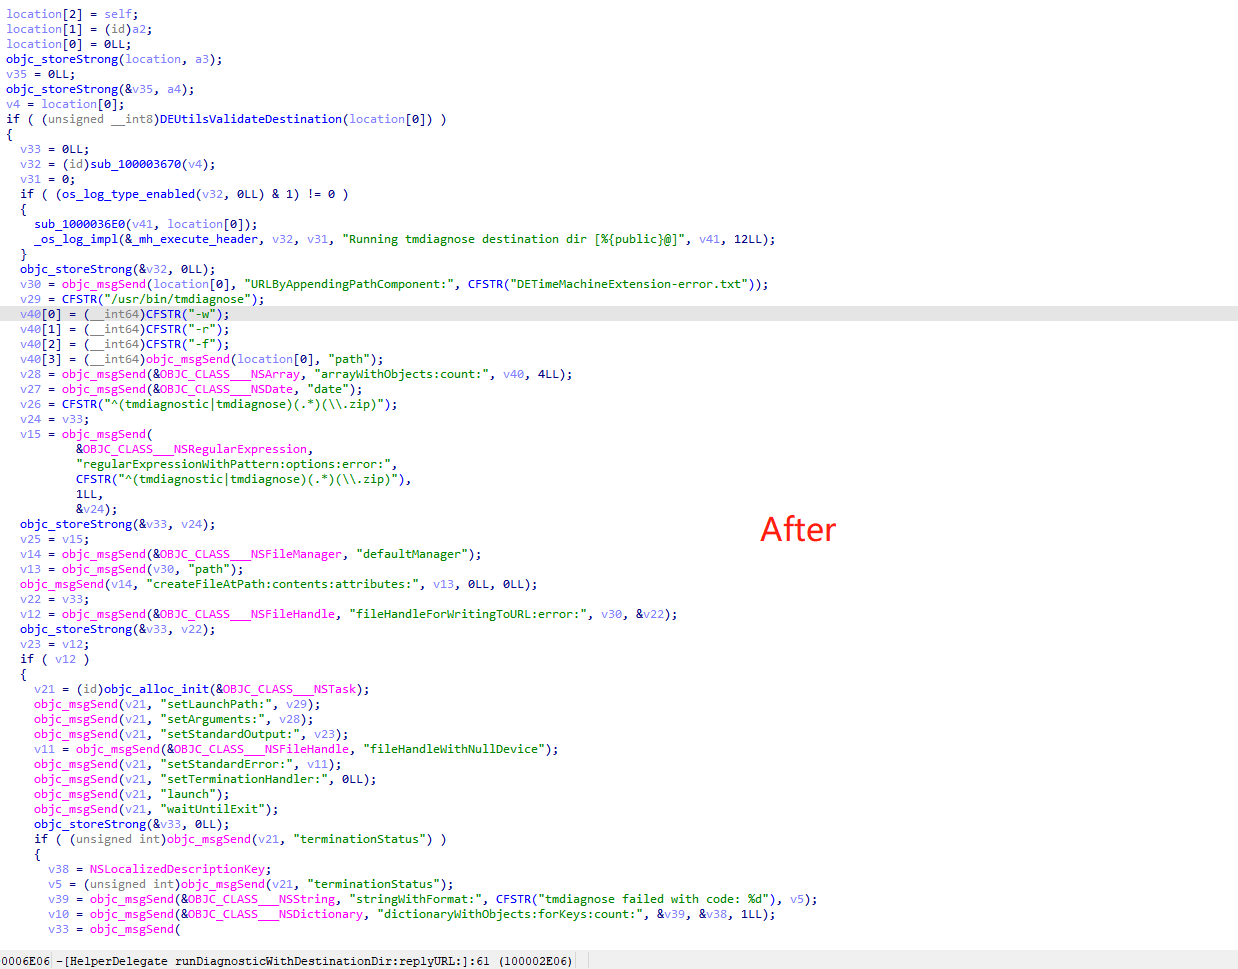 location[2] = self;
location[1] = (id)a2;
location[0] = 0LL;
objc_storeStrong(location, a3);
v35 = 0LL;
objc_storeStrong(&v35, a4);
v4 = location[0];
if ( (unsigned __int8)DEUtilsValidateDestination(location[0]) )
{
v33 = 0LL;
v32 = (id)sub_100003670(v4);
v31 = 0;
if ( (os_log_type_enabled(v32, 0LL) & 1) != 0 )
{
sub_1000036E0(v41, location[0]);
_os_log_impl(&_mh_execute_header, v32, v31, "Running tmdiagnose destination dir [%{public}@]", v41, 12LL);
}
objc_storeStrong(&v32, 0LL);
v30 = objc_msgSend(location[0], "URLByAppendingPathComponent:", CFSTR("DETimeMachineExtension-error.txt"));
v29 = CFSTR("/usr/bin/tmdiagnose");
v40[0] = (__int64)CFSTR("-w");
v40[1] = (__int64)CFSTR("-r");
v40[2] = (__int64)CFSTR("-f");
v40[3] = (__int64)objc_msgSend(location[0], "path");
v28 = objc_msgSend(&OBJC_CLASS___NSArray, "arrayWithObjects:count:", v40, 4LL);
v27 = objc_msgSend(&OBJC_CLASS___NSDate, "date");
v26 = CFSTR("^(tmdiagnostic|tmdiagnose)(.*)(\\.zip)");
v24 = v33;
v15 = objc_msgSend(
&OBJC_CLASS___NSRegularExpression,
"regularExpressionWithPattern:options:error:",
CFSTR("^(tmdiagnostic|tmdiagnose)(.*)(\\.zip)"),
1LL,
&v24);
objc_storeStrong(&v33, v24);
v25 = v15;
v14 = objc_msgSend(&OBJC_CLASS___NSFileManager, "defaultManager");
v13 = objc_msgSend(v30, "path");
objc_msgSend(v14, "createFileAtPath:contents:attributes:", v13, 0LL, 0LL);
v22 = v33;
v12 = objc_msgSend(&OBJC_CLASS___NSFileHandle, "fileHandleForWritingToURL:error:", v30, &v22);
objc_storeStrong(&v33, v22);
v23 = v12;
if ( v12 )
{
v21 = (id)objc_alloc_init(&OBJC_CLASS___NSTask);
objc_msgSend(v21, "setLaunchPath:", v29);
objc_msgSend(v21, "setArguments:", v28);
objc_msgSend(v21, "setStandardOutput:", v23);
v11 = objc_msgSend(&OBJC_CLASS___NSFileHandle, "fileHandleWithNullDevice");
objc_msgSend(v21, "setStandardError:", v11);
objc_msgSend(v21, "setTerminationHandler:", 0LL);
objc_msgSend(v21, "launch");
objc_msgSend(v21, "waitUntilExit");
objc_storeStrong(&v33, 0LL);
if ( (unsigned int)objc_msgSend(v21, "terminationStatus") )
{
v38 = NSLocalizedDescriptionKey;
v5 = (unsigned int)objc_msgSend(v21, "terminationStatus");
v39 = objc_msgSend(&OBJC_CLASS___NSString, "stringWithFormat:", CFSTR("tmdiagnose failed with code: %d"), v5);
v10 = objc_msgSend(&OBJC_CLASS___NSDictionary, "dictionaryWithObjects:forKeys:count:", &v39, &v38, 1LL);
v33 = objc_msgSend(
After
0006E06 -[HelperDelegate runDiagnosticWithDestinationDir:replyURL:]:61 (100002E06)